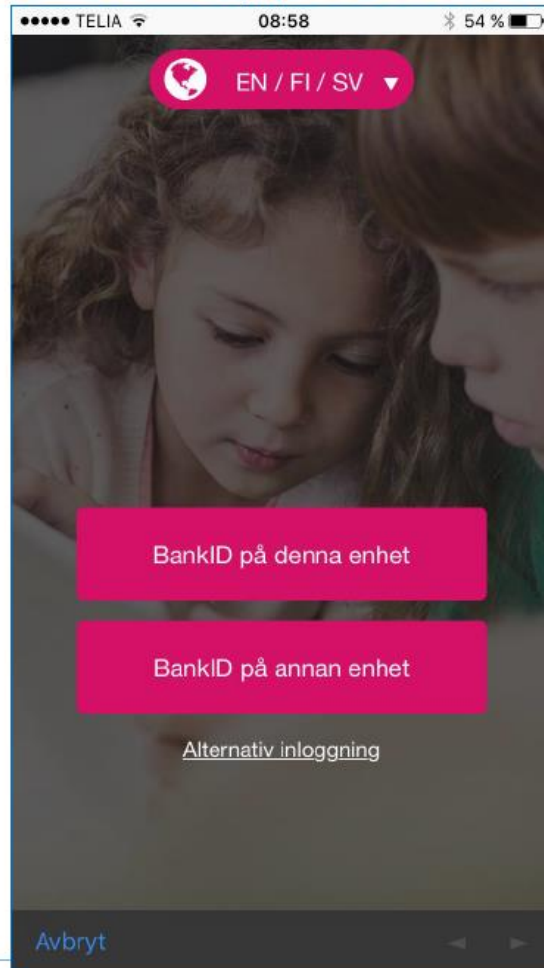 TELIA 08:58 54 %
EN / FI / SV
BankID på denna enhet
BankID på annan enhet
Alternativ inloggning
Avbryt